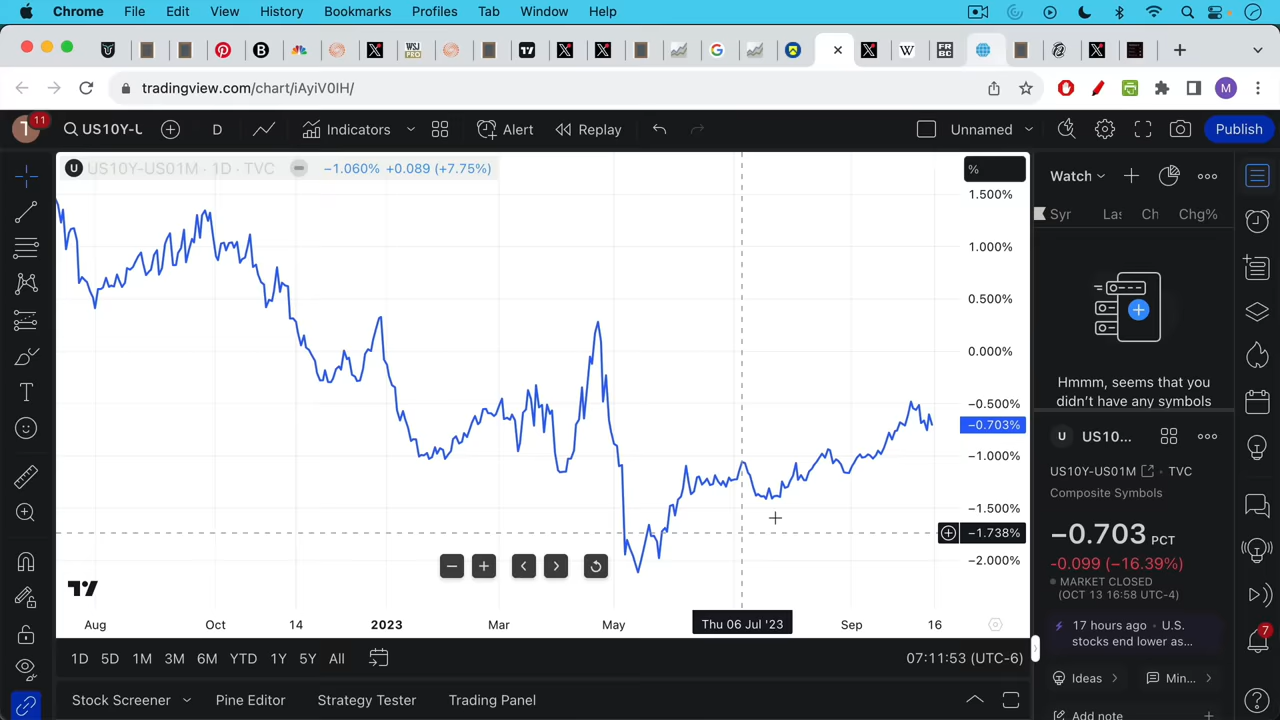 Chrome File Edit View History Bookmarks Profiles Tab Window Help
tradingview.com/chart/iAyiV0IH/
M
11
US10Y-U
D
Indicators
Alert
Replay
Unnamed
Publish
U US10Y-US01M · 1D · TVC −1.060% +0.089 (+7.75%)
%
1.500%
1.000%
0.500%
0.000%
−0.500%
−0.703%
−1.000%
−1.500%
−1.738%
−2.000%
Aug Oct 14 2023 Mar May Thu 06 Jul '23 Sep 16
1D 5D 1M 3M 6M YTD 1Y 5Y All
07:11:53 (UTC-6)
Stock Screener Pine Editor Strategy Tester Trading Panel
Watch
Syr Las Ch Chg%
Hmmm, seems that you
didn't have any symbols
U US10...
US10Y-US01M · TVC
Composite Symbols
−0.703 PCT
-0.099 (−16.39%)
MARKET CLOSED
(OCT 13 16:58 UTC-4)
17 hours ago · U.S.
stocks end lower as...
Ideas
Min...
Add note
7